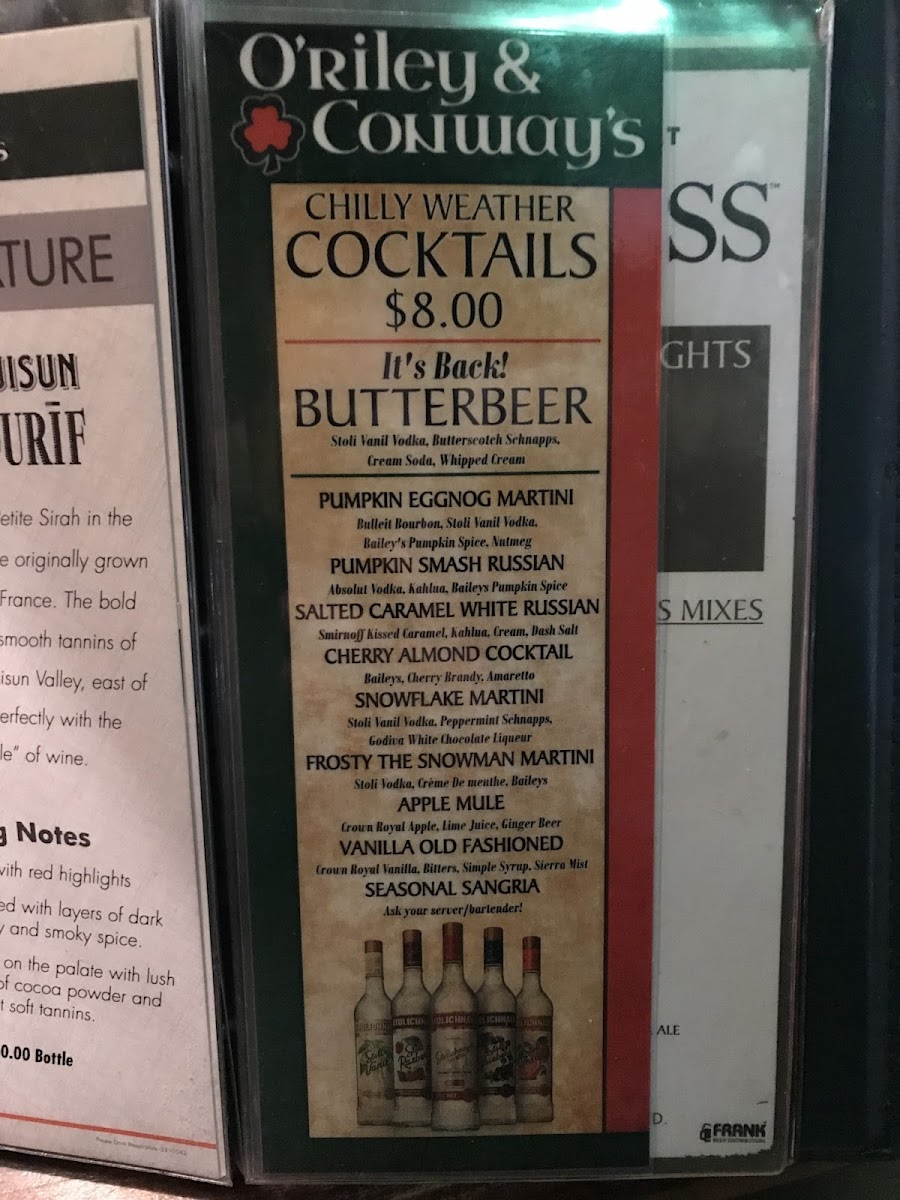 S
TURE
UISUN
URĪF
etite Sirah in the
e originally grown
France. The bold
smooth tannins of
isun Valley, east of
erfectly with the
le" of wine.
g Notes
with red highlights
ed with layers of dark
y and smoky spice.
on the palate with lush
of cocoa powder and
t soft tannins.
0.00 Bottle
O'Riley &
Conway's
CHILLY WEATHER
COCKTAILS
$8.00
It's Back!
BUTTERBEER
Stoli Vanil Vodka, Butterscotch Schnapps,
Cream Soda, Whipped Cream
PUMPKIN EGGNOG MARTINI
Bulleit Bourbon, Stoli Vanil Vodka,
Bailey's Pumpkin Spice, Nutmeg
PUMPKIN SMASH RUSSIAN
Absolut Vodka, Kahlua, Baileys Pumpkin Spice
SALTED CARAMEL WHITE RUSSIAN
Smirnoff Kissed Caramel, Kahlua, Cream, Dash Salt
CHERRY ALMOND COCKTAIL
Baileys, Cherry Brandy, Amaretto
SNOWFLAKE MARTINI
Stoli Vanil Vodka, Peppermint Schnapps,
Godiva White Chocolate Liqueur
FROSTY THE SNOWMAN MARTINI
Stoli Vodka, Crème De menthe, Baileys
APPLE MULE
Crown Royal Apple, Lime Juice, Ginger Beer
VANILLA OLD FASHIONED
Crown Royal Vanilla, Bitters, Simple Syrup, Sierra Mist
SEASONAL SANGRIA
Ask your server/bartender!
T
SS™
GHTS
S MIXES
ALE
D.
FRANK